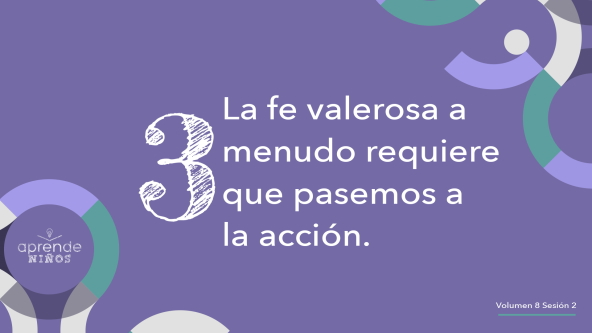 3
La fe valerosa a
menudo requiere
que pasemos a
la acción.
aprende
NIÑOS
Volumen 8 Sesión 2